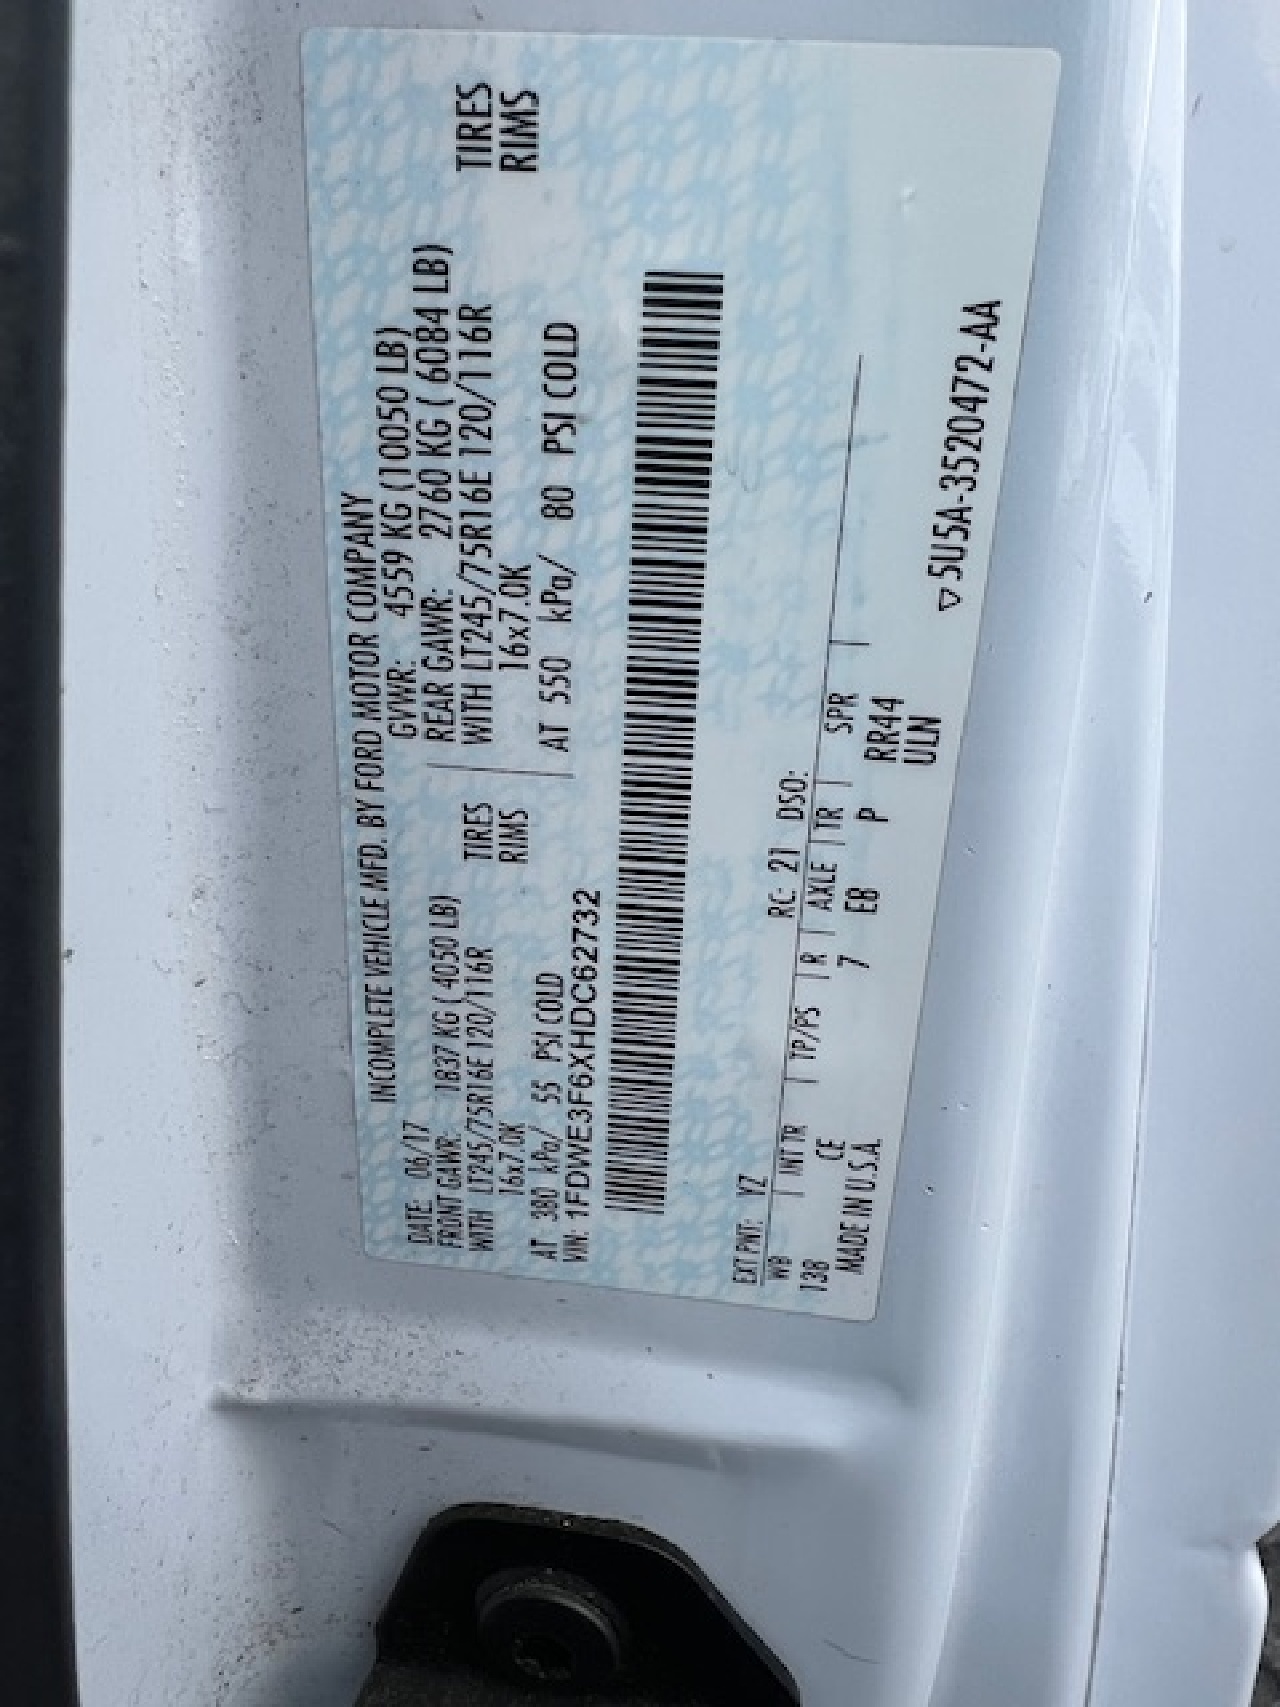 INCOMPLETE VEHICLE MFD. BY FORD MOTOR COMPANY
DATE: 06/17 GVWR: 4559 KG (10050 LB)
FRONT GAWR: 1837 KG (4050 LB) REAR GAWR: 2760 KG ( 6084 LB)
WITH LT245/75R16E 120/116R TIRES WITH LT245/75R16E 120/116R TIRES
16x7.0K RIMS 16x7.0K RIMS
AT 380 kPa/ 55 PSI COLD AT 550 kPa/ 80 PSI COLD
VIN: 1FDWE3F6XHDC62732
EXT PNT: YZ RC: 21 DSO:
WB INT TR TP/PS R AXLE TR SPR
138 CE 7 E8 P RR44
MADE IN U.S.A. ULN
▽5U5A-3520472-AA